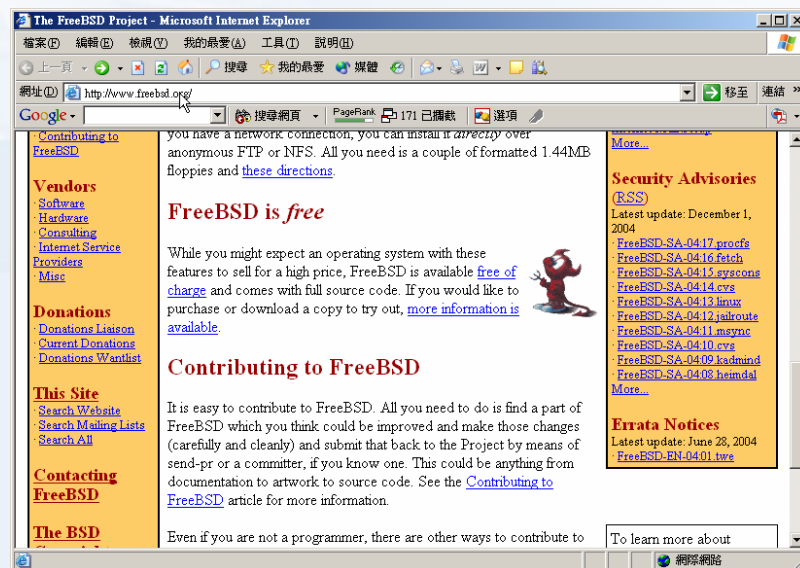 The FreeBSD Project - Microsoft Internet Explorer
檔案(F) 編輯(E) 檢視(V) 我的最愛(A) 工具(T) 說明(H)
上一頁 搜尋 我的最愛 媒體
網址(D) http://www.freebsd.org/ 移至 連結 »
Google 搜尋網頁 PageRank 171 已攔截 選項
· Contributing to
FreeBSD
Vendors
· Software
· Hardware
· Consulting
· Internet Service
Providers
· Misc
Donations
· Donations Liaison
· Current Donations
· Donations Wantlist
This Site
· Search Website
· Search Mailing Lists
· Search All
Contacting
FreeBSD
The BSD
you have a network connection, you can install it directly over
anonymous FTP or NFS. All you need is a couple of formatted 1.44MB
floppies and these directions.
FreeBSD is free
While you might expect an operating system with these
features to sell for a high price, FreeBSD is available free of
charge and comes with full source code. If you would like to
purchase or download a copy to try out, more information is
available.
Contributing to FreeBSD
It is easy to contribute to FreeBSD. All you need to do is find a part of
FreeBSD which you think could be improved and make those changes
(carefully and cleanly) and submit that back to the Project by means of
send-pr or a committer, if you know one. This could be anything from
documentation to artwork to source code. See the Contributing to
FreeBSD article for more information.
Even if you are not a programmer, there are other ways to contribute to
More...
Security Advisories
(RSS)
Latest update: December 1,
2004
· FreeBSD-SA-04:17.procfs
· FreeBSD-SA-04:16.fetch
· FreeBSD-SA-04:15.syscons
· FreeBSD-SA-04:14.cvs
· FreeBSD-SA-04:13.linux
· FreeBSD-SA-04:12.jailroute
· FreeBSD-SA-04:11.msync
· FreeBSD-SA-04:10.cvs
· FreeBSD-SA-04:09.kadmind
· FreeBSD-SA-04:08.heimdal
More...
Errata Notices
Latest update: June 28, 2004
· FreeBSD-EN-04:01.twe
To learn more about
網際網路